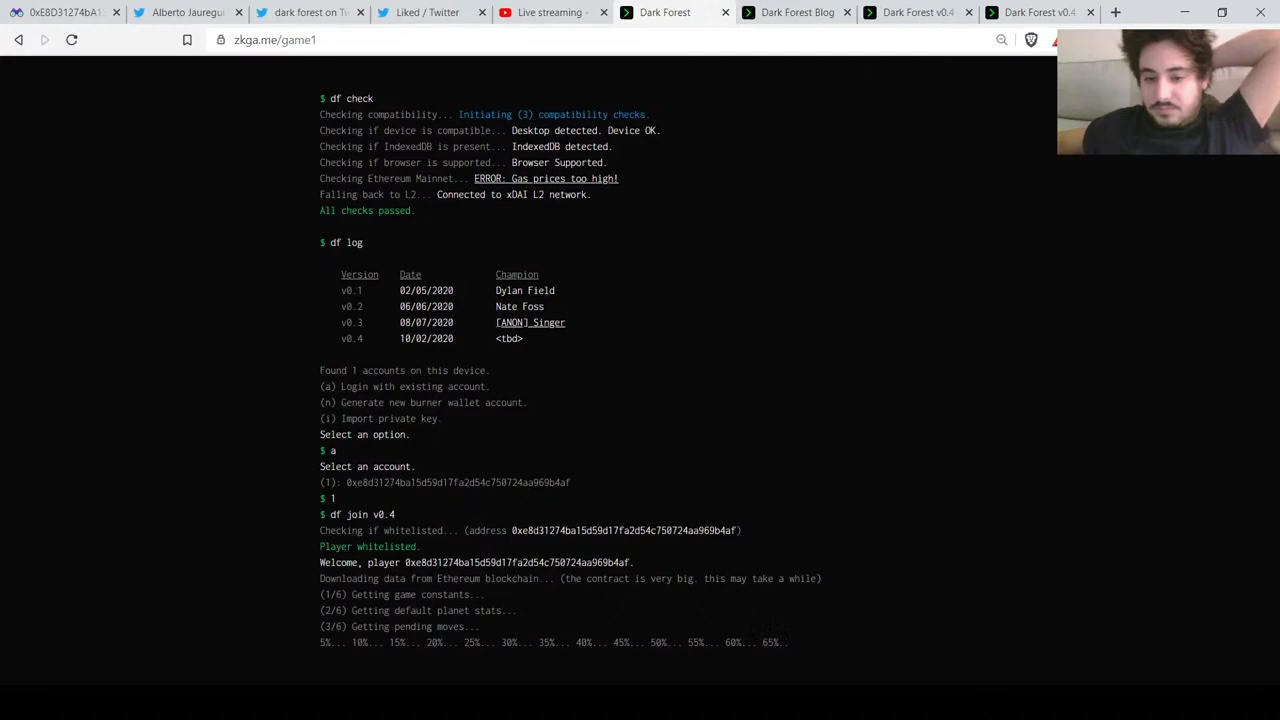 0xE8D31274bA1
Alberto Jauregui
dark forest on Tw
Liked / Twitter
Live streaming -
Dark Forest
Dark Forest Blog
Dark Forest v0.4
Dark Forest v0.4
zkga.me/game1
$ df check
Checking compatibility... Initiating (3) compatibility checks.
Checking if device is compatible... Desktop detected. Device OK.
Checking if IndexedDB is present... IndexedDB detected.
Checking if browser is supported... Browser Supported.
Checking Ethereum Mainnet... ERROR: Gas prices too high!
Falling back to L2... Connected to xDAI L2 network.
All checks passed.
$ df log
Version Date Champion
v0.1 02/05/2020 Dylan Field
v0.2 06/06/2020 Nate Foss
v0.3 08/07/2020 [ANON] Singer
v0.4 10/02/2020 <tbd>
Found 1 accounts on this device.
(a) Login with existing account.
(n) Generate new burner wallet account.
(i) Import private key.
Select an option.
$ a
Select an account.
(1): 0xe8d31274ba15d59d17fa2d54c750724aa969b4af
$ 1
$ df join v0.4
Checking if whitelisted... (address 0xe8d31274ba15d59d17fa2d54c750724aa969b4af)
Player whitelisted.
Welcome, player 0xe8d31274ba15d59d17fa2d54c750724aa969b4af.
Downloading data from Ethereum blockchain... (the contract is very big. this may take a while)
(1/6) Getting game constants...
(2/6) Getting default planet stats...
(3/6) Getting pending moves...
5%... 10%... 15%... 20%... 25%... 30%... 35%... 40%... 45%... 50%... 55%... 60%... 65%..